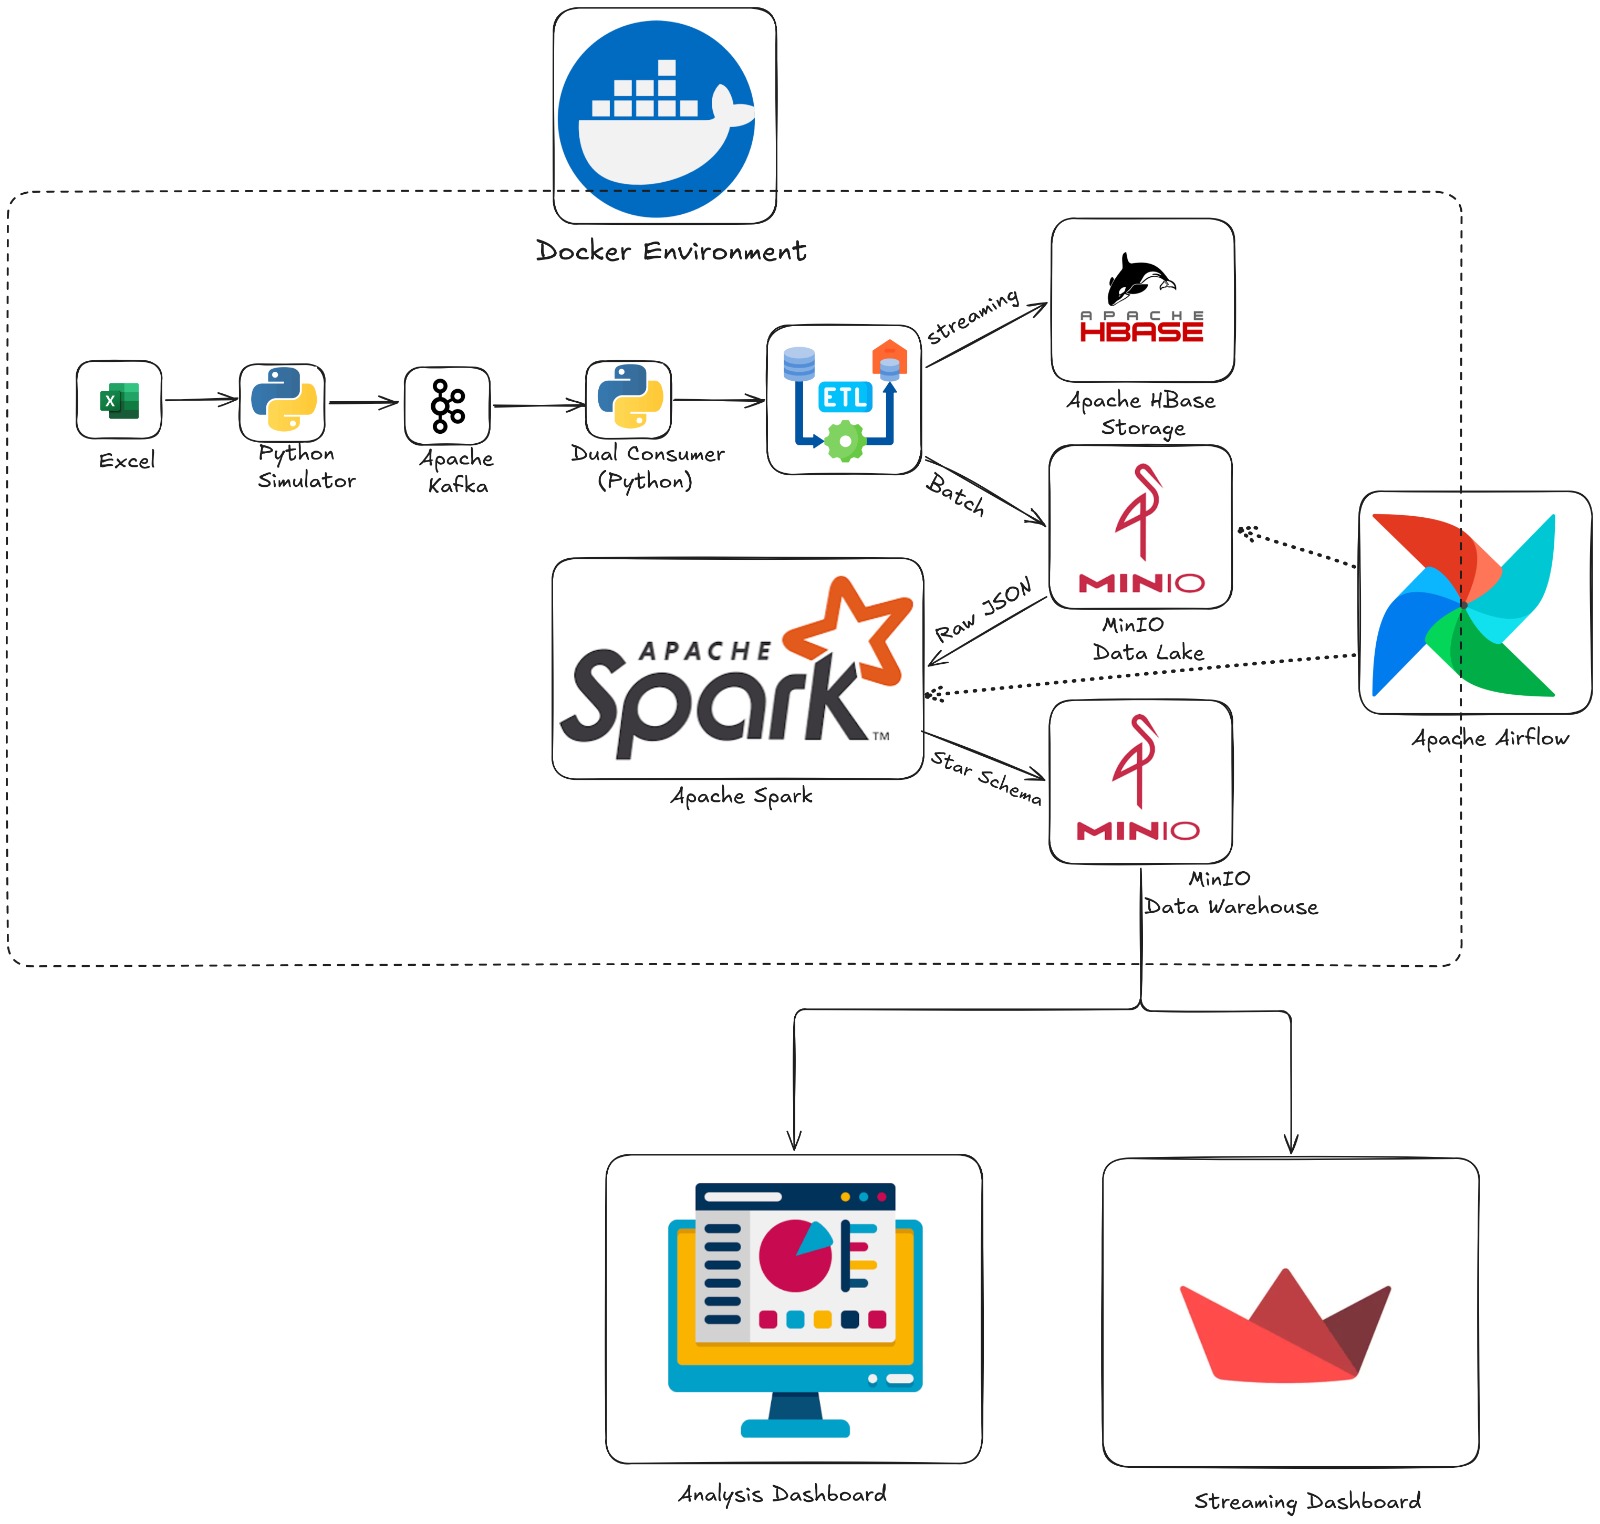 Docker Environment
streaming
APACHE
HBASE
Apache HBase
Storage
X
Excel
Python
Simulator
Apache
Kafka
Dual Consumer
(Python)
ETL
Batch
MINIO
MinIO
Data Lake
Raw JSON
APACHE
Spark™
Apache Spark
Apache Airflow
Star Schema
MINIO
MinIO
Data Warehouse
Analysis Dashboard
Streaming Dashboard